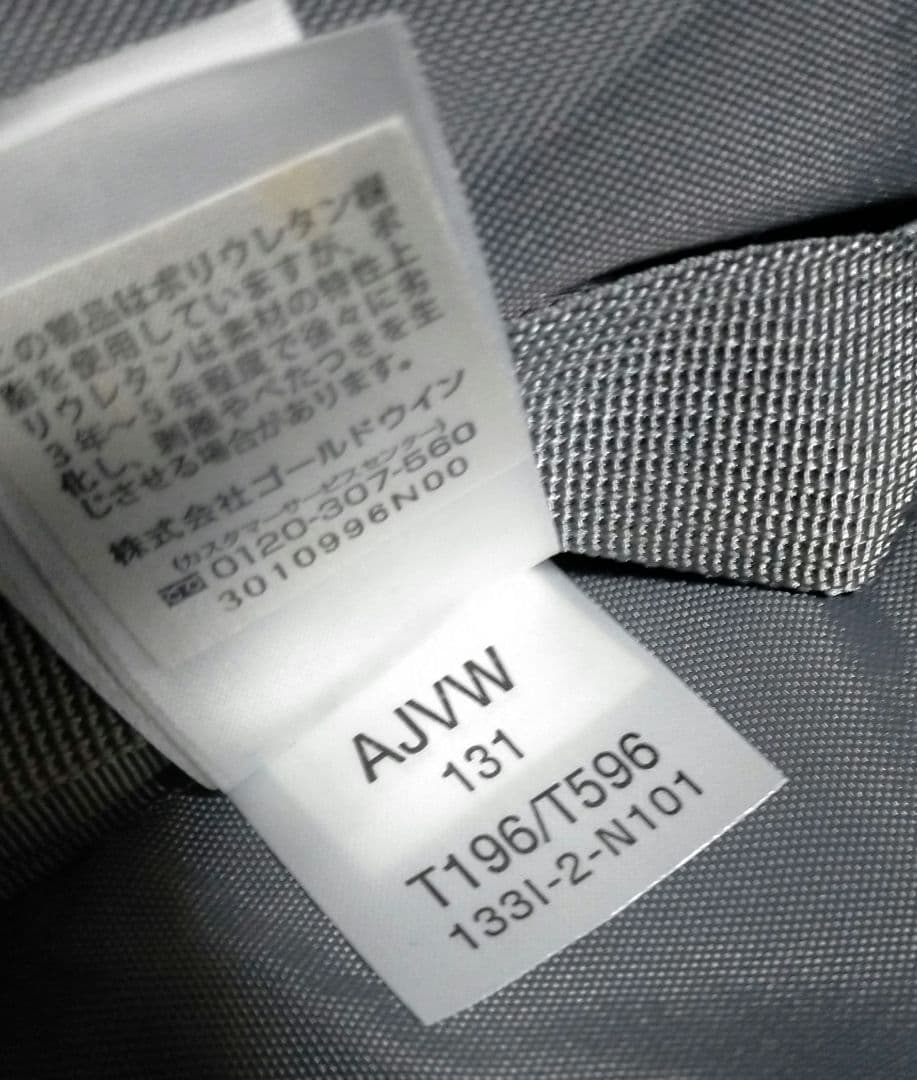 この製品はポリウレタン樹
脂を使用していますが、ポ
リウレタンは素材の特性上
3年〜5年程度で徐々に劣
化し、剥離やべたつきを生
じさせる場合があります。
株式会社ゴールドウイン
(カスタマーサービスセンター)
0120-307-560
3010996N00
AJVW
131
T196/T596
133I-2-N101